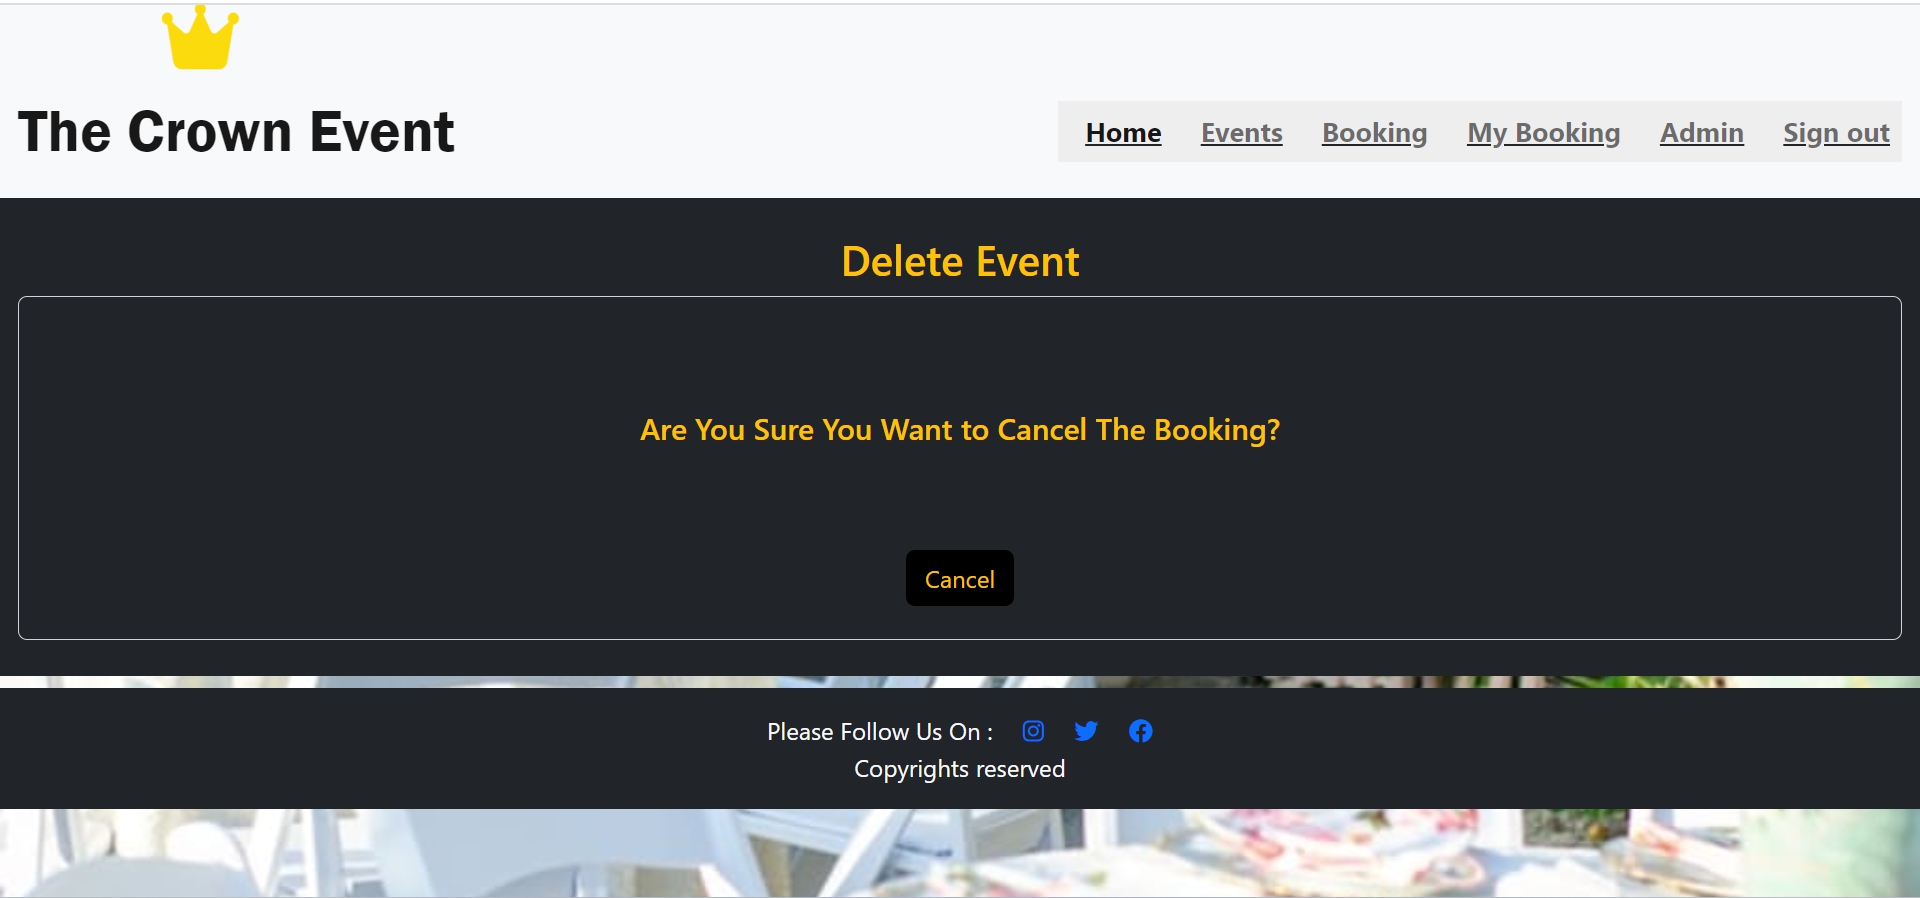 The Crown Event
Home Events Booking My Booking Admin Sign out
Delete Event
Are You Sure You Want to Cancel The Booking?
Cancel
Please Follow Us On :
Copyrights reserved